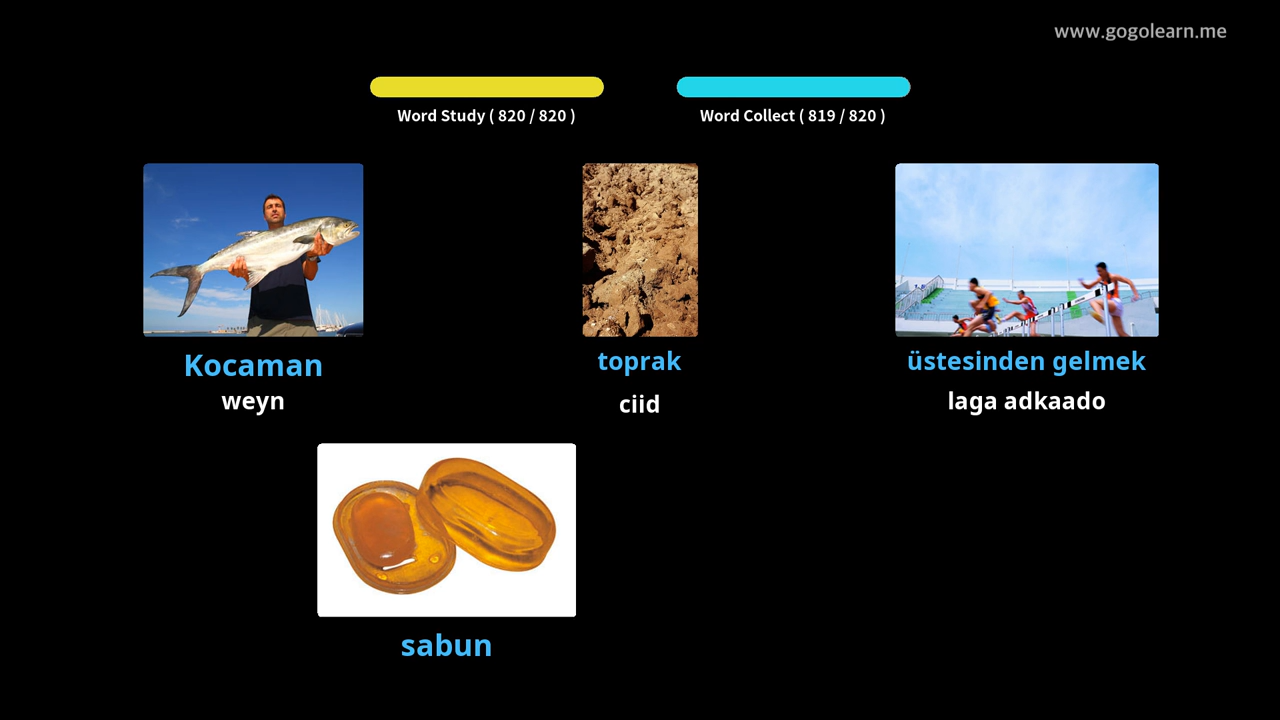 www.gogolearn.me
Word Study ( 820 / 820 )
Word Collect ( 819 / 820 )
Kocaman
weyn
toprak
ciid
üstesinden gelmek
laga adkaado
sabun